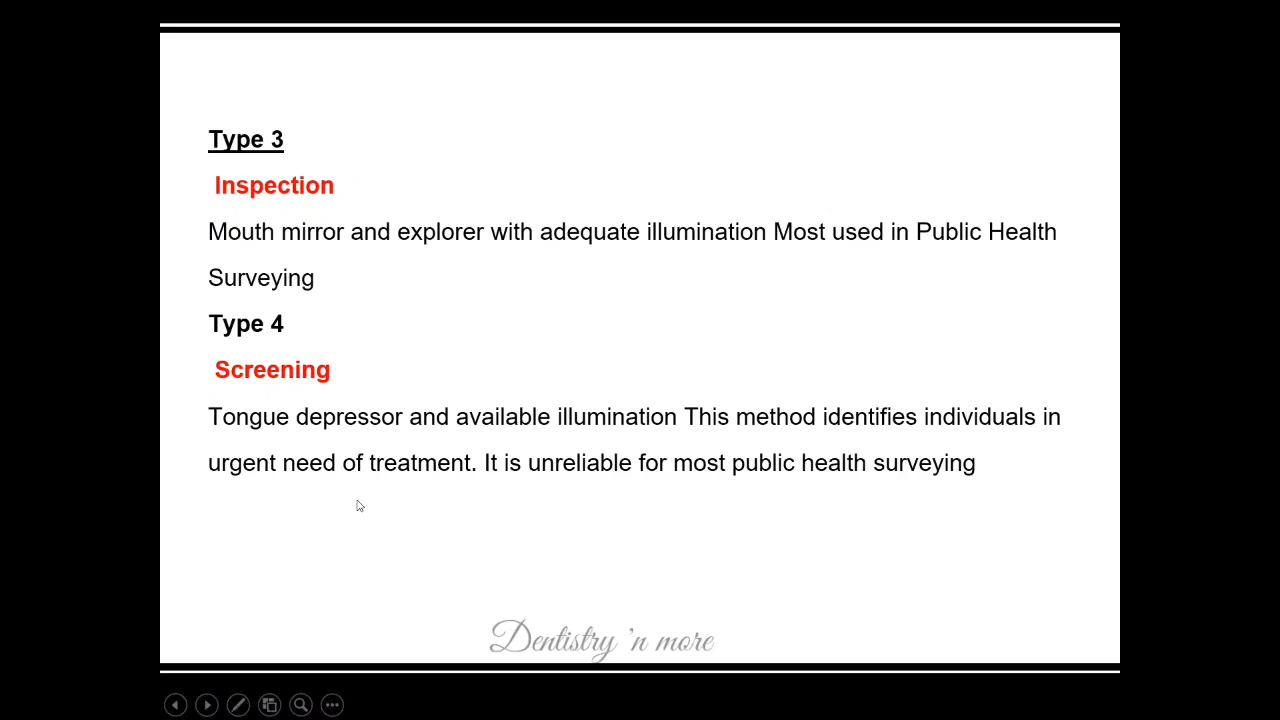 Type 3
Inspection
Mouth mirror and explorer with adequate illumination Most used in Public Health
Surveying
Type 4
Screening
Tongue depressor and available illumination This method identifies individuals in
urgent need of treatment. It is unreliable for most public health surveying
Dentistry 'n more